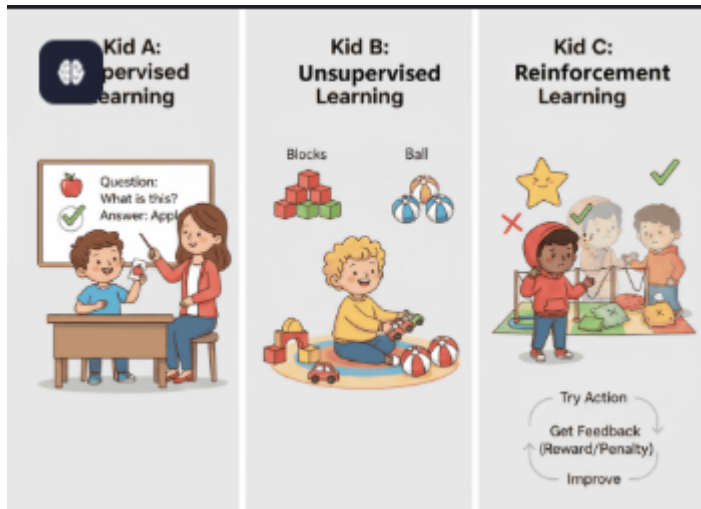 Kid A:
pervised
earning
Question:
What is this?
Answer: Appl
Kid B:
Unsupervised
Learning
Blocks
Ball
Kid C:
Reinforcement
Learning
Try Action
Get Feedback
(Reward/Penalty)
Improve